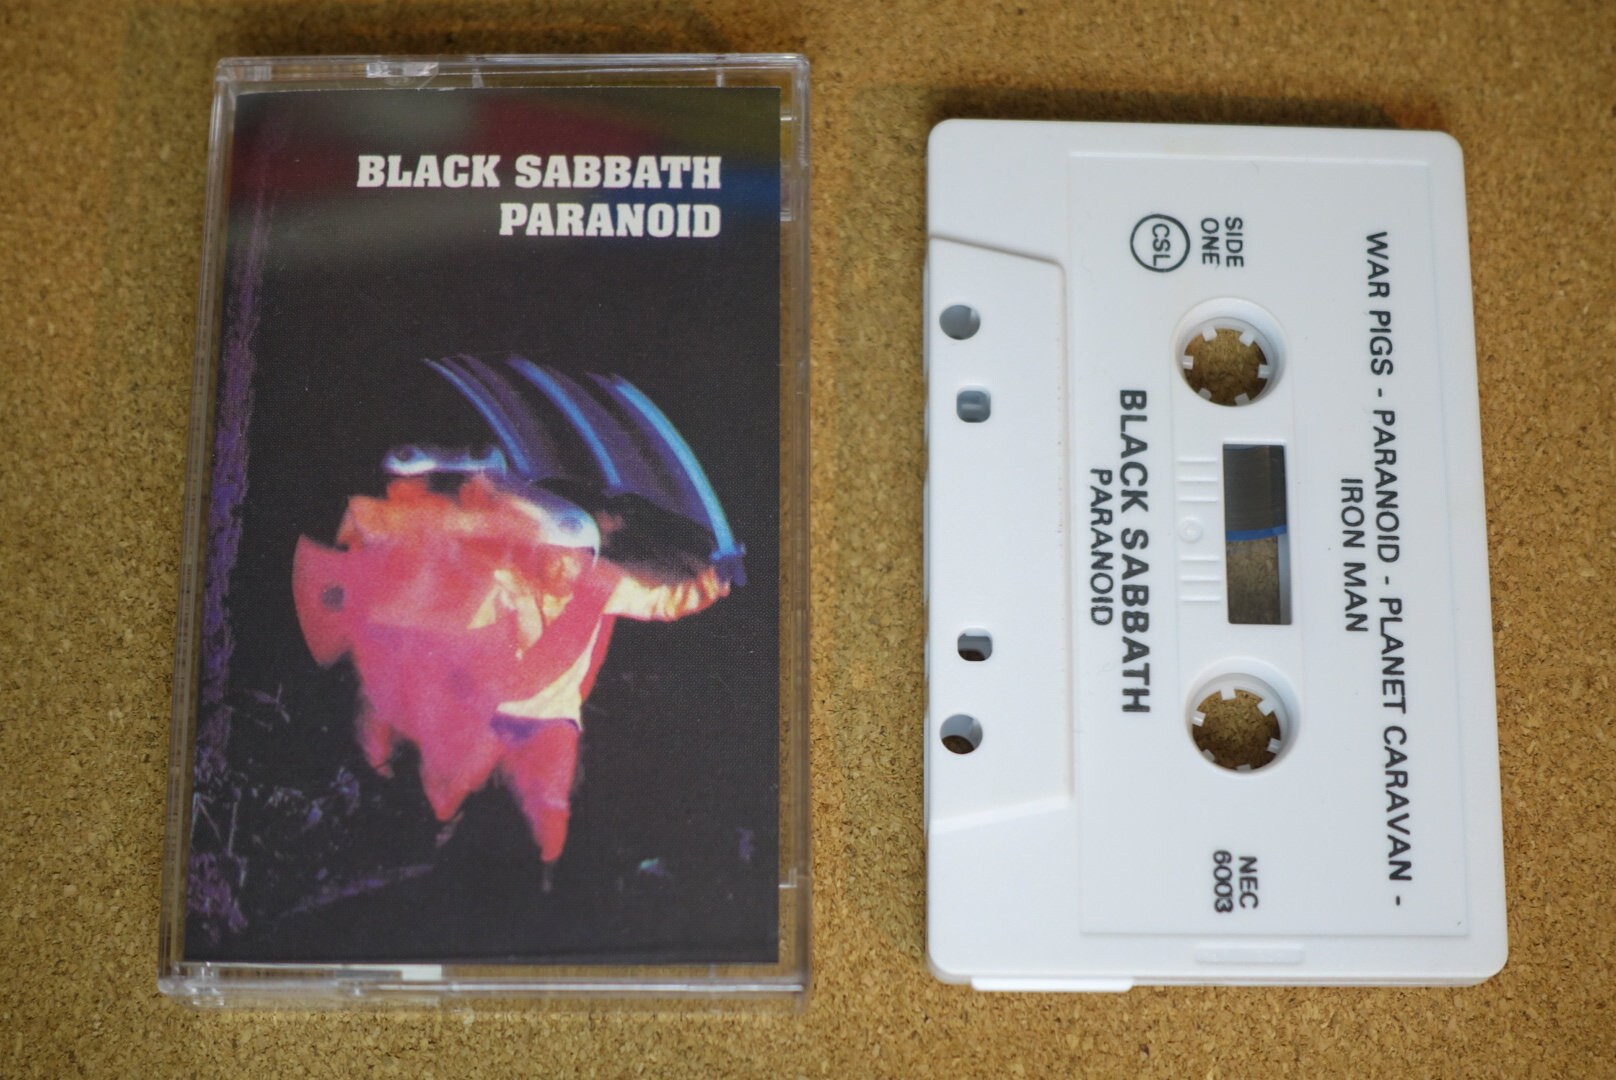 BLACK SABBATH
PARANOID
WAR PIGS - PARANOID - PLANET CARAVAN -
IRON MAN
SIDE
ONE
CSL
NEC
6003
BLACK SABBATH
PARANOID